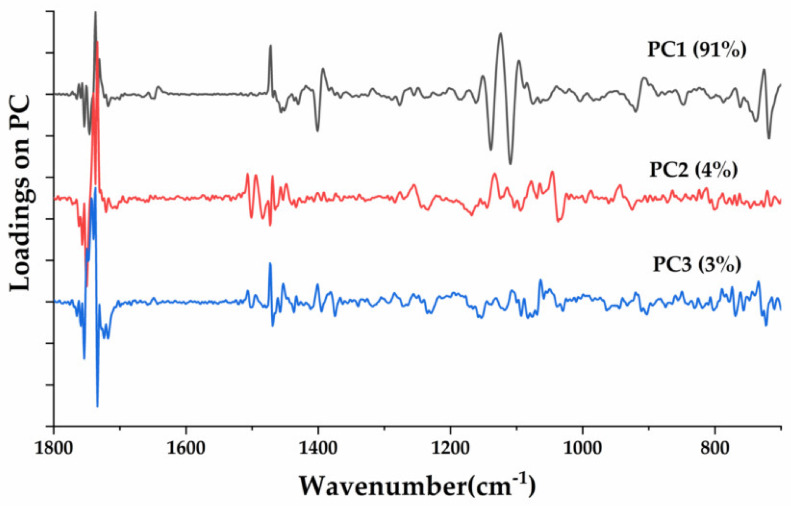 PC1 (91%)
PC2 (4%)
PC3 (3%)
Loadings on PC
1800 1600 1400 1200 1000 800
Wavenumber(cm⁻¹)